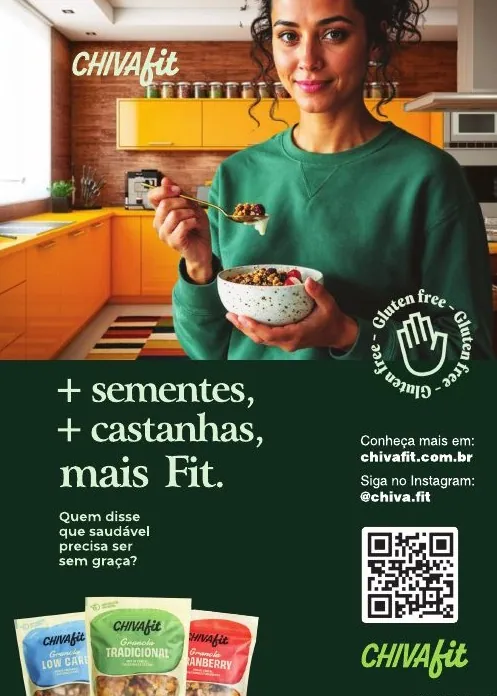 CHIVAfit
Gluten free - Gluten free - Gluten free -
+ sementes,
+ castanhas,
mais Fit.
Conheça mais em:
chivafit.com.br
Siga no Instagram:
@chiva.fit
Quem disse
que saudável
precisa ser
sem graça?
CHIVAfit
Granola
LOW CARB
CHIVAfit
Granola
TRADICIONAL
CHIVAfit
Granola
CRANBERRY
CHIVAfit